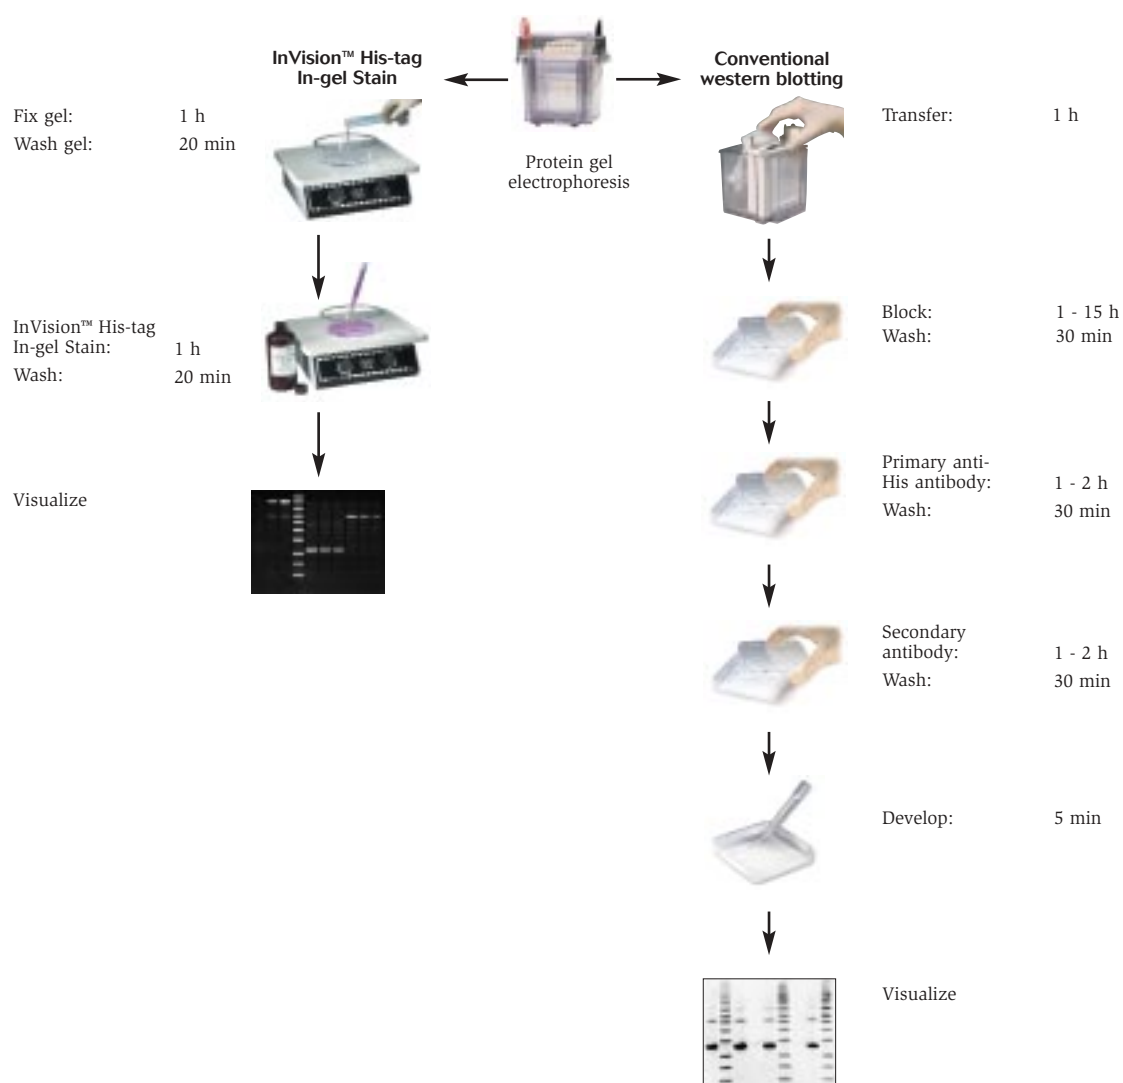 InVision™ His-tag
In-gel Stain
Fix gel: 1 h
Wash gel: 20 min
InVision™ His-tag
In-gel Stain: 1 h
Wash: 20 min
Visualize
Protein gel
electrophoresis
Conventional
western blotting
Transfer: 1 h
Block: 1 - 15 h
Wash: 30 min
Primary anti-
His antibody: 1 - 2 h
Wash: 30 min
Secondary
antibody: 1 - 2 h
Wash: 30 min
Develop: 5 min
Visualize